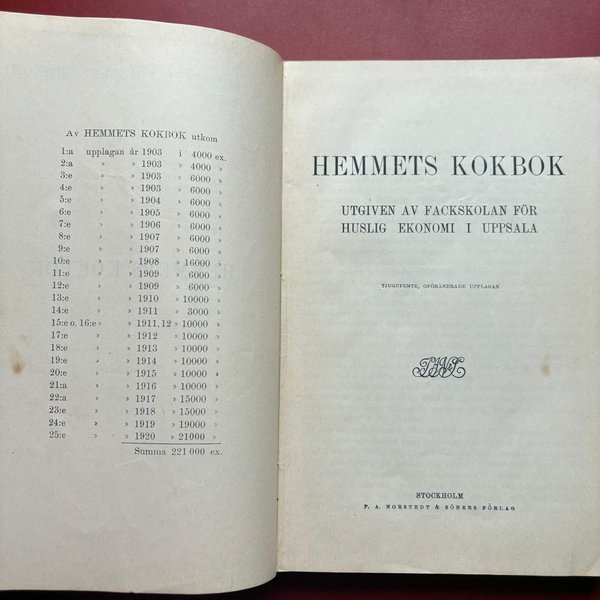 Av HEMMETS KOKBOK utkom
1:a upplagan år 1903 i 4000 ex.
2:a » » 1903 » 4000 »
3:e » » 1903 » 6000 »
4:e » » 1903 » 6000 »
5:e » » 1904 » 6000 »
6:e » » 1905 » 6000 »
7:e » » 1906 » 6000 »
8:e » » 1907 » 6000 »
9:e » » 1907 » 6000 »
10:e » » 1908 » 16000 »
11:e » » 1909 » 6000 »
12:e » » 1909 » 6000 »
13:e » » 1910 » 10000 »
14:e » » 1911 » 3000 »
15:e o. 16:e » » 1911, 12 » 10000 »
17:e » » 1912 » 10000 »
18:e » » 1913 » 10000 »
19:e » » 1914 » 10000 »
20:e » » 1915 » 10000 »
21:a » » 1916 » 10000 »
22:a » » 1917 » 15000 »
23:e » » 1918 » 15000 »
24:e » » 1919 » 19000 »
25:e » » 1920 » 21000 »
Summa 221 000 ex.
HEMMETS KOKBOK
UTGIVEN AV FACKSKOLAN FÖR
HUSLIG EKONOMI I UPPSALA
TJUGUFEMTE, OFÖRÄNDRADE UPPLAGAN
STOCKHOLM
P. A. NORSTEDT & SÖNERS FÖRLAG